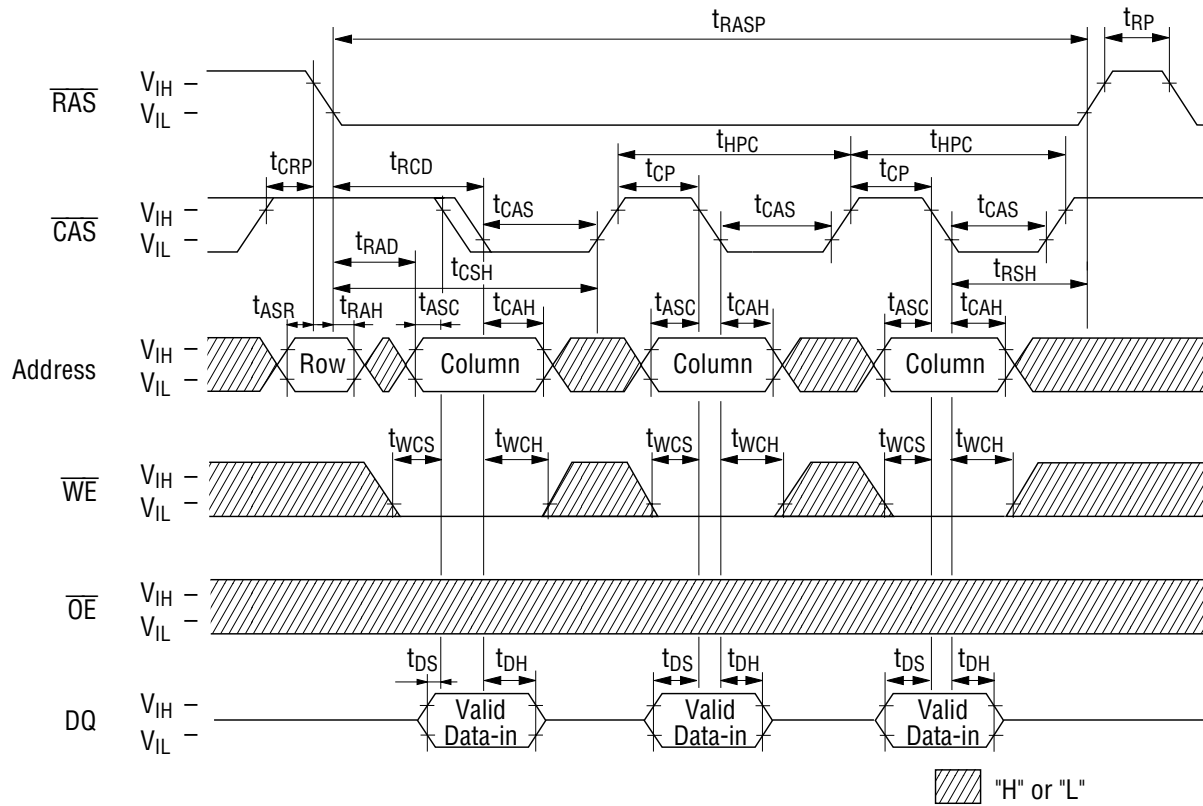 tRASP tRP
RAS VIH
VIL
tHPC tHPC
tCRP tRCD tCP tCP
CAS VIH
VIL
tCAS tCAS tCAS
tRAD tCSH tRSH
tASR tRAH tASC tCAH tASC tCAH tASC tCAH
Address VIH
VIL
Row Column Column Column
tWCS tWCH tWCS tWCH tWCS tWCH
WE VIH
VIL
OE VIH
VIL
tDS tDH tDS tDH tDS tDH
DQ VIH
VIL
Valid Data-in Valid Data-in Valid Data-in
"H" or "L"